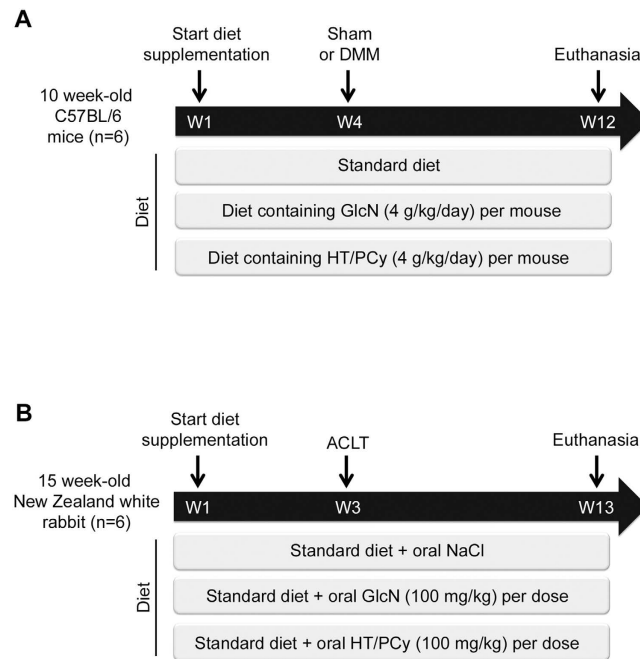 A
Start diet
supplementation
Sham
or DMM
Euthanasia
10 week-old
C57BL/6
mice (n=6)
W1
W4
W12
Diet
Standard diet
Diet containing GlcN (4 g/kg/day) per mouse
Diet containing HT/PCy (4 g/kg/day) per mouse
B
Start diet
supplementation
ACLT
Euthanasia
15 week-old
New Zealand white
rabbit (n=6)
W1
W3
W13
Diet
Standard diet + oral NaCl
Standard diet + oral GlcN (100 mg/kg) per dose
Standard diet + oral HT/PCy (100 mg/kg) per dose